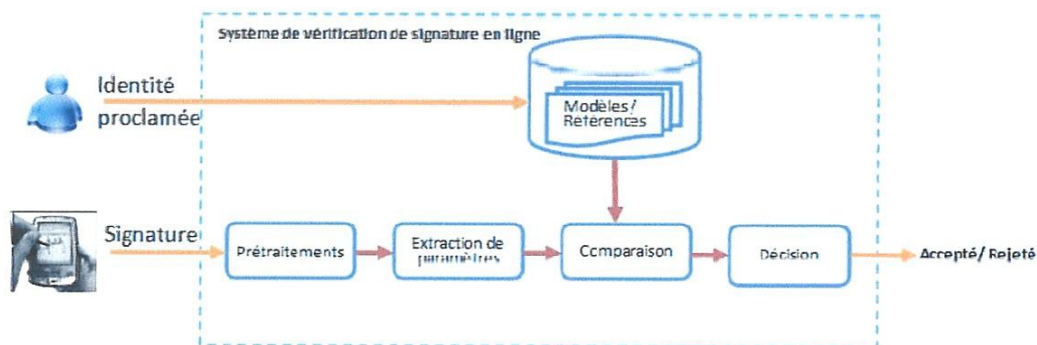 Système de vérification de signature en ligne
Identité
proclamée
Modèles/
Références
Signature
Prétraitements
Extraction de
paramètres
Comparaison
Décision
Accepté/ Rejeté